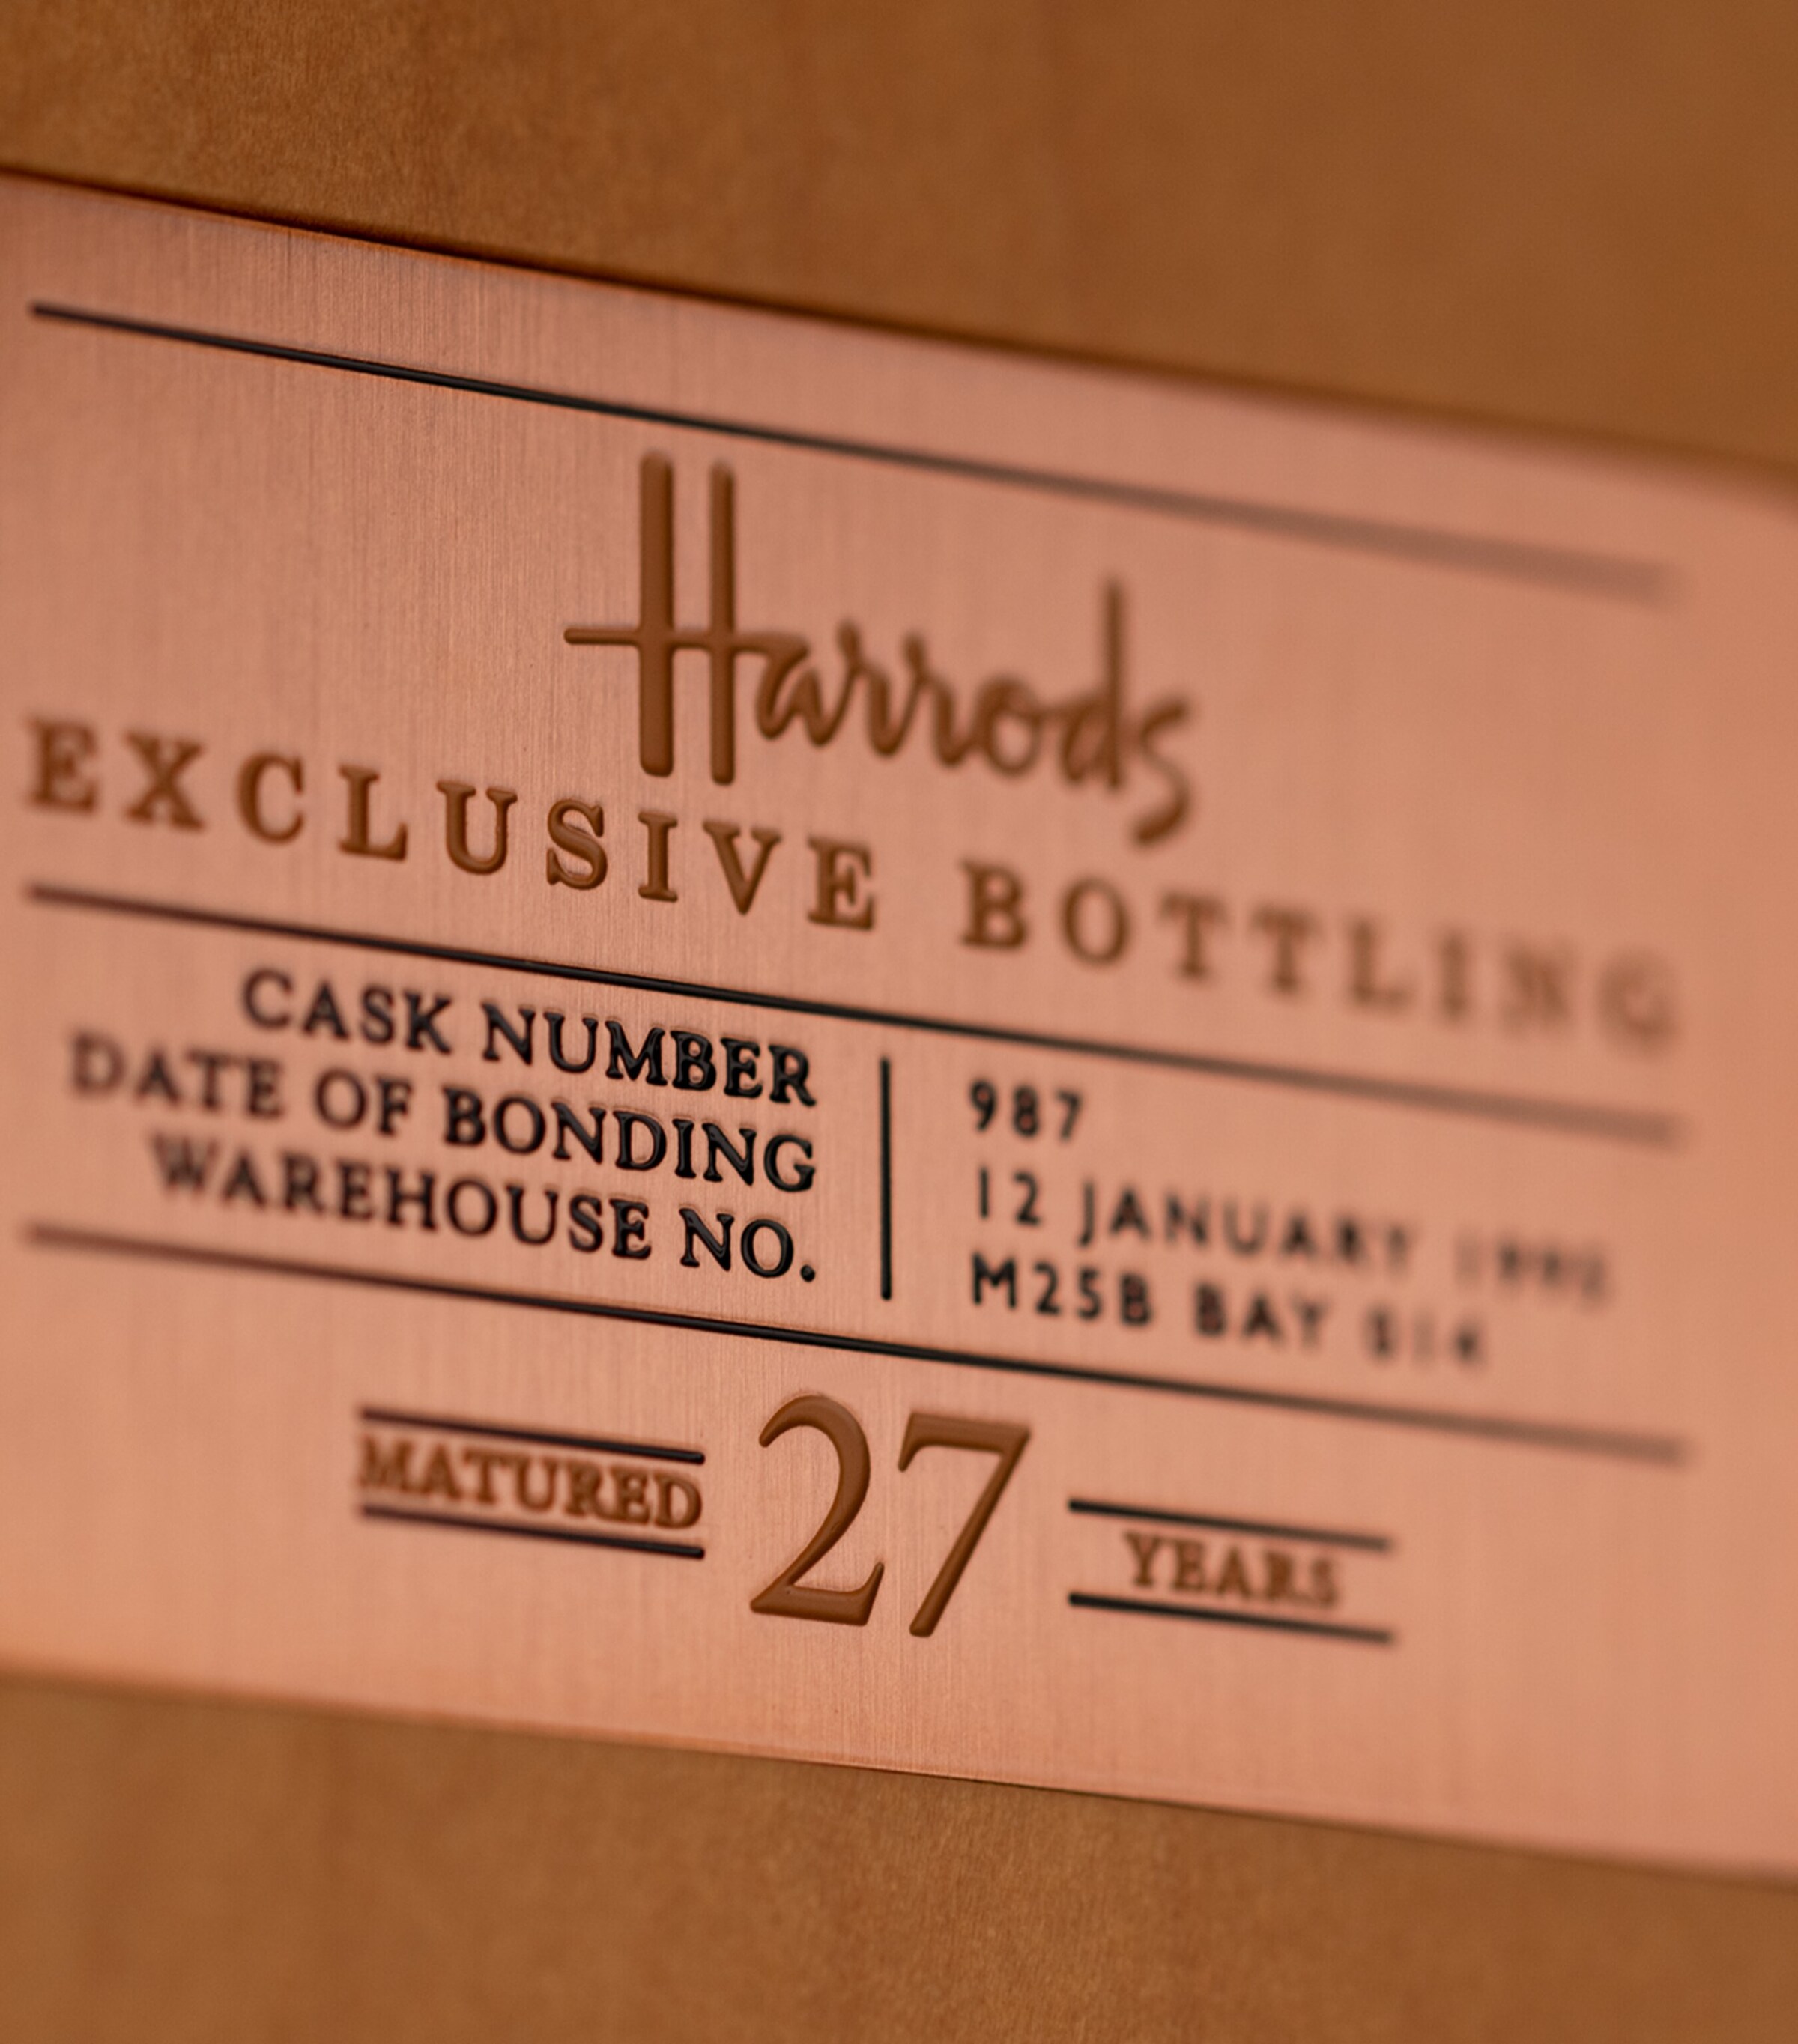 Harrods
EXCLUSIVE BOTTLING
CASK NUMBER 987
DATE OF BONDING 12 JANUARY
WAREHOUSE NO. M25B BAY
MATURED 27 YEARS